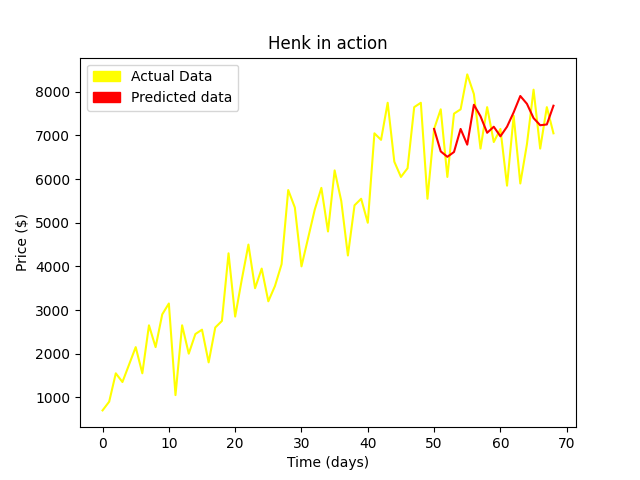 Henk in action
Actual Data
Predicted data
8000
7000
6000
5000
4000
3000
2000
1000
Price ($)
0 10 20 30 40 50 60 70
Time (days)